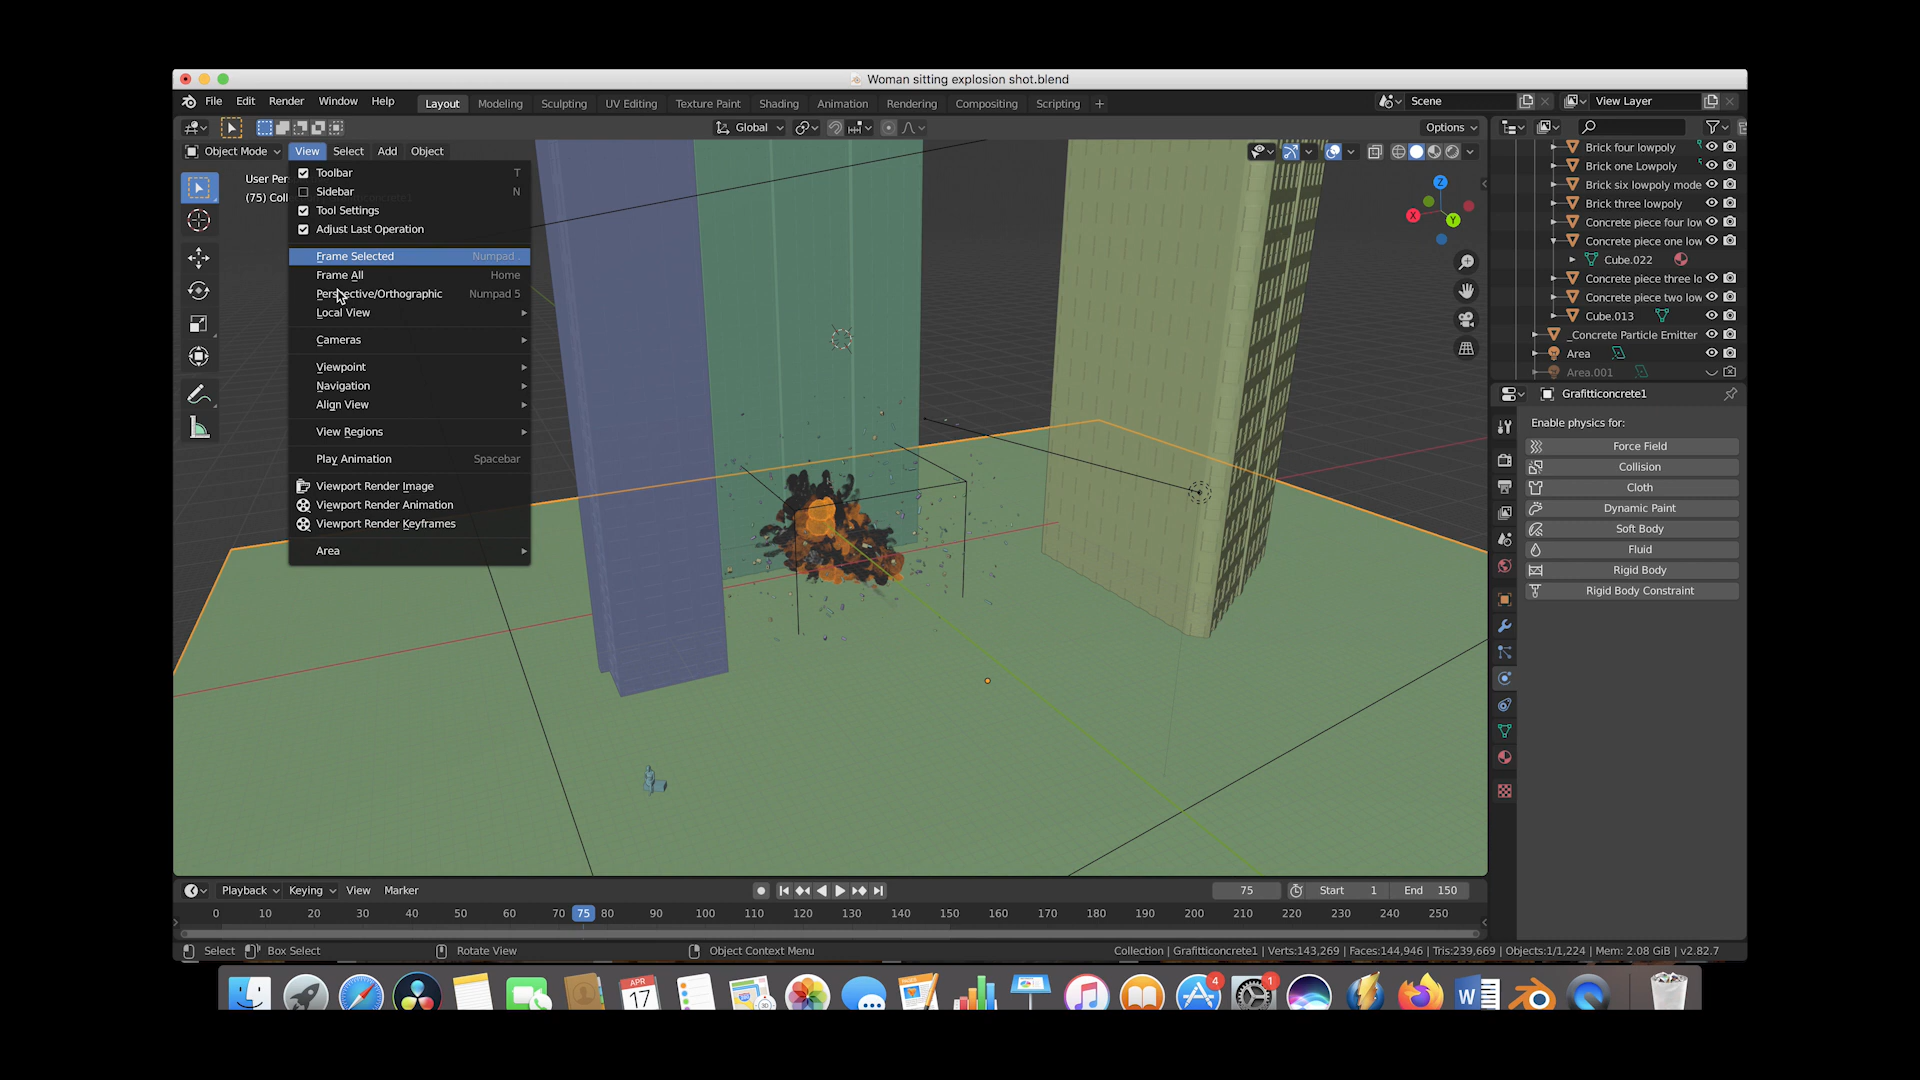 Woman sitting explosion shot.blend
File Edit Render Window Help Layout Modeling Sculpting UV Editing Texture Paint Shading Animation Rendering Compositing Scripting + Scene View Layer
Global Options
Object Mode View Select Add Object
User Per
(75) Coll
Toolbar T
Sidebar N
Tool Settings
Adjust Last Operation
Frame Selected Numpad .
Frame All Home
Perspective/Orthographic Numpad 5
Local View
Cameras
Viewpoint
Navigation
Align View
View Regions
Play Animation Spacebar
Viewport Render Image
Viewport Render Animation
Viewport Render Keyframes
Area
Z
X
Y
Brick four lowpoly
Brick one Lowpoly
Brick six lowpoly mode
Brick three lowpoly
Concrete piece four low
Concrete piece one low
Cube.022
Concrete piece three lo
Concrete piece two low
Cube.013
_Concrete Particle Emitter
Area
Area.001
Grafitticoncrete1
Enable physics for:
Force Field
Collision
Cloth
Dynamic Paint
Soft Body
Fluid
Rigid Body
Rigid Body Constraint
Playback Keying View Marker 75 Start 1 End 150
0 10 20 30 40 50 60 70 75 80 90 100 110 120 130 140 150 160 170 180 190 200 210 220 230 240 250
Select Box Select Rotate View Object Context Menu Collection | Grafitticoncrete1 | Verts:143,269 | Faces:144,946 | Tris:239,669 | Objects:1/1,224 | Mem: 2.08 GiB | v2.82.7
APR
17
4
1
W